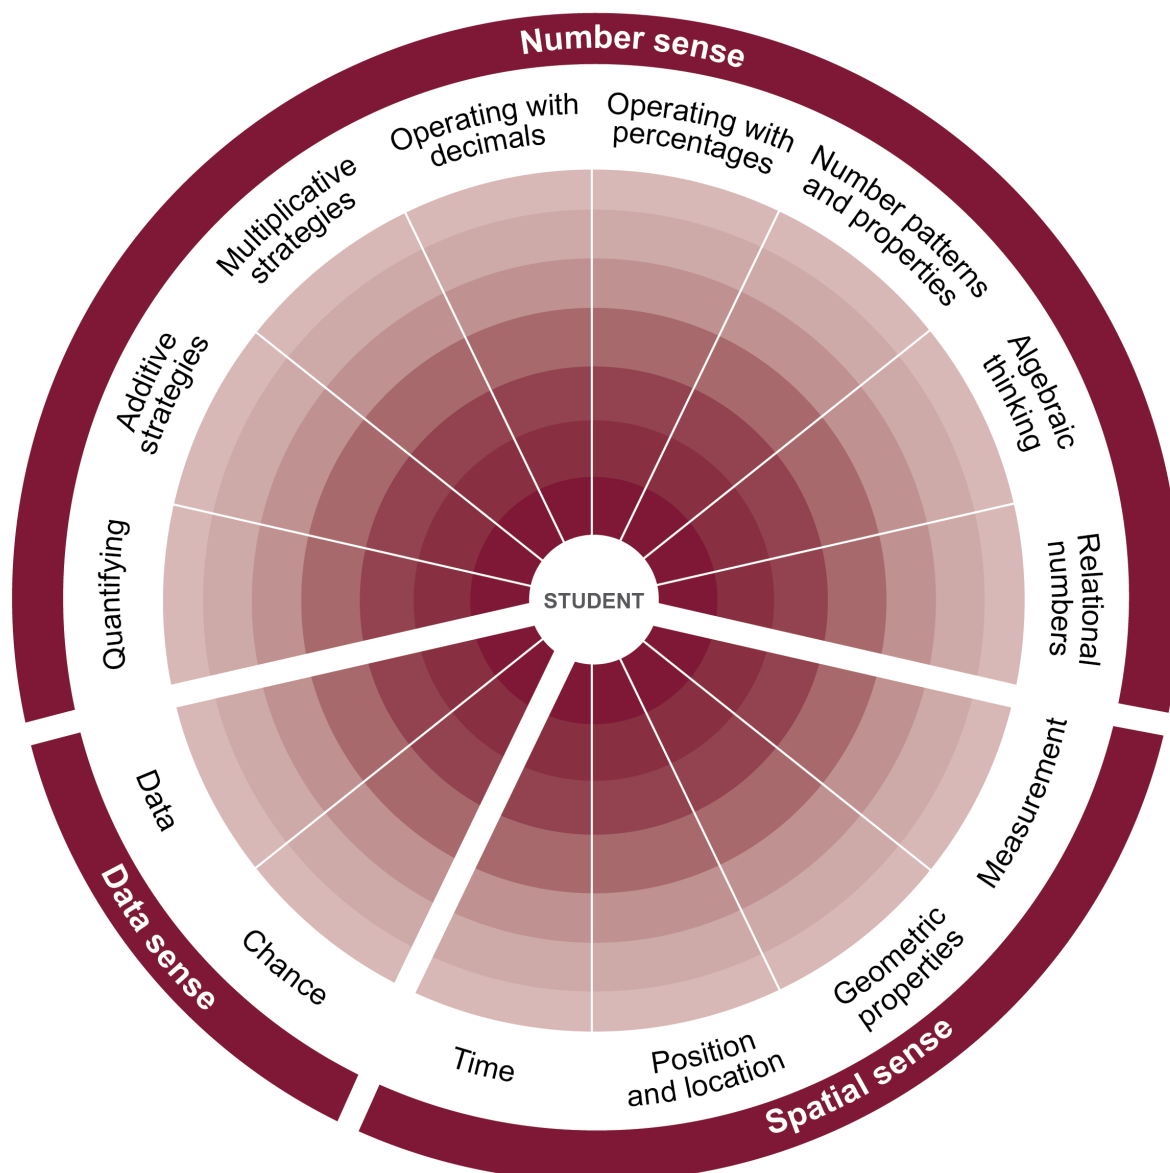 Number sense
Operating with
decimals
Operating with
percentages
Number patterns
and properties
Algebraic
thinking
Relational
numbers
Multiplicative
strategies
Additive
strategies
Quantifying
STUDENT
Data
Chance
Data sense
Time
Position
and location
Geometric
properties
Measurement
Spatial sense